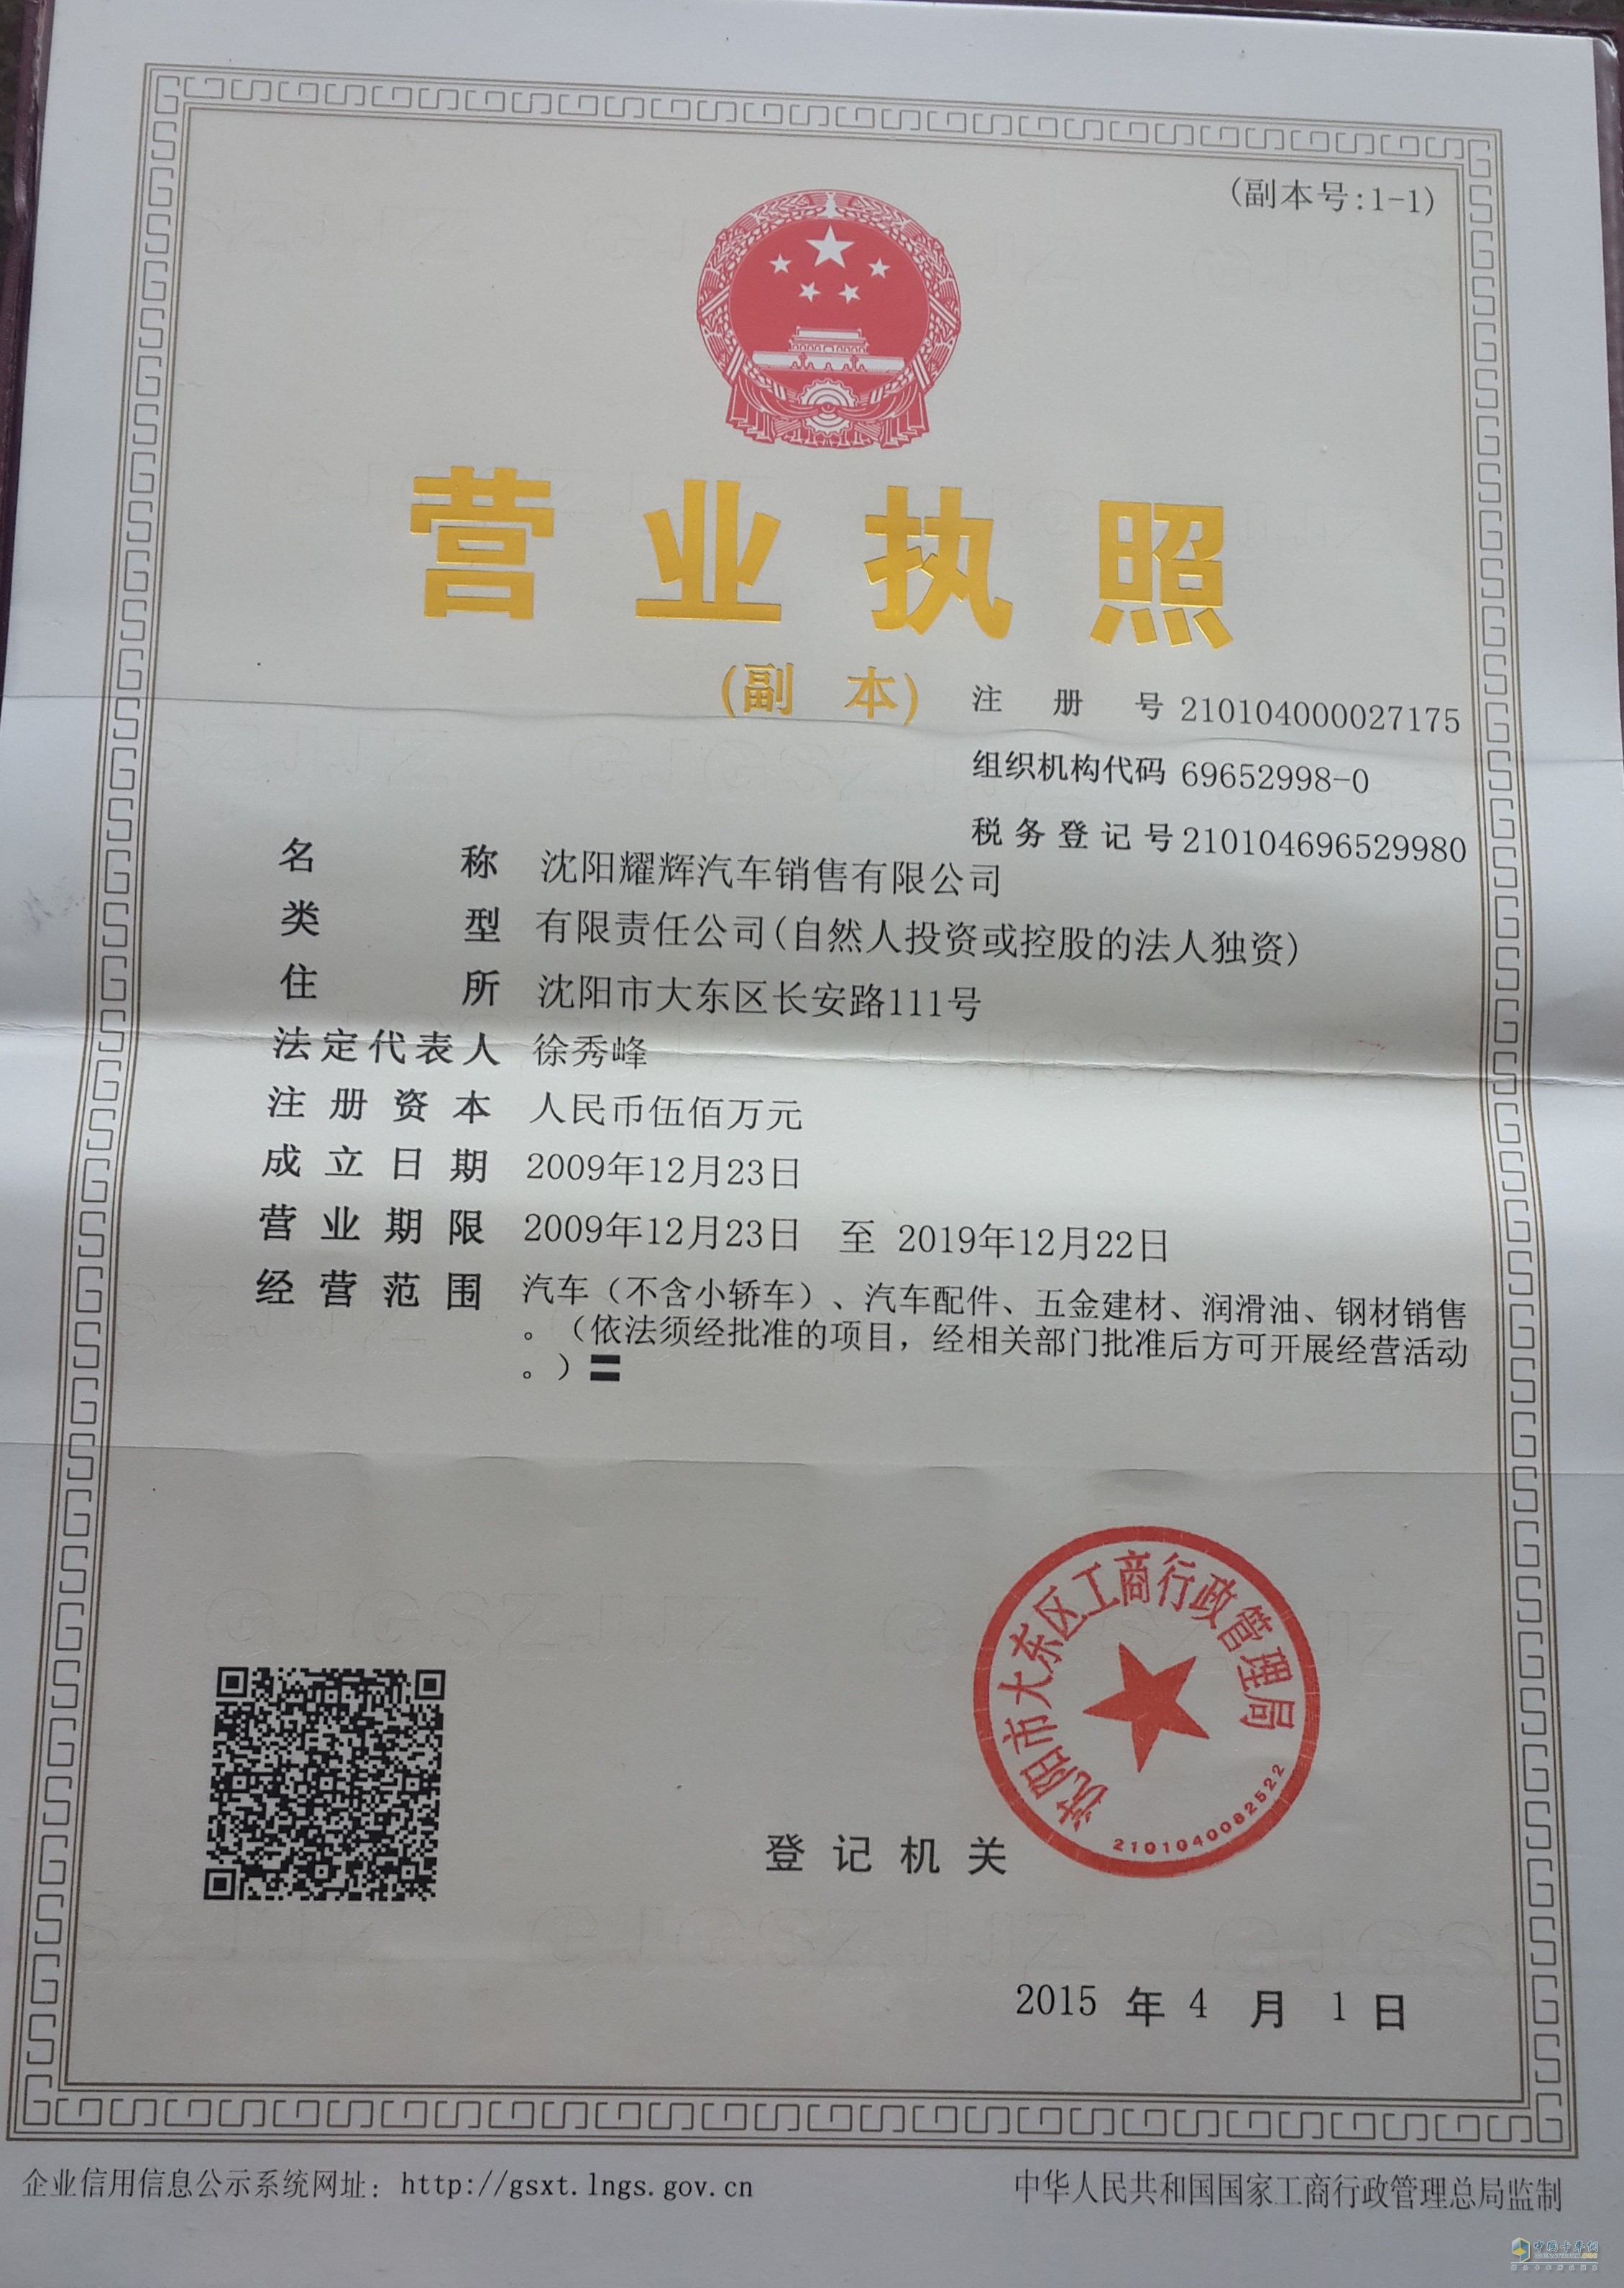 (副本号:1-1)
营业执照
(副本)
注册号 210104000027175
组织机构代码 69652998-0
税务登记号 210104696529980
名称 沈阳耀辉汽车销售有限公司
类型 有限责任公司(自然人投资或控股的法人独资)
住所 沈阳市大东区长安路111号
法定代表人 徐秀峰
注册资本 人民币伍佰万元
成立日期 2009年12月23日
营业期限 2009年12月23日 至 2019年12月22日
经营范围 汽车（不含小轿车）、汽车配件、五金建材、润滑油、钢材销售
。（依法须经批准的项目，经相关部门批准后方可开展经营活动
。）
沈阳市大东区工商行政管理局
2101040082522
登记机关
2015 年 4 月 1 日
企业信用信息公示系统网址：http://gsxt.lngs.gov.cn
中华人民共和国国家工商行政管理总局监制
中国卡车网